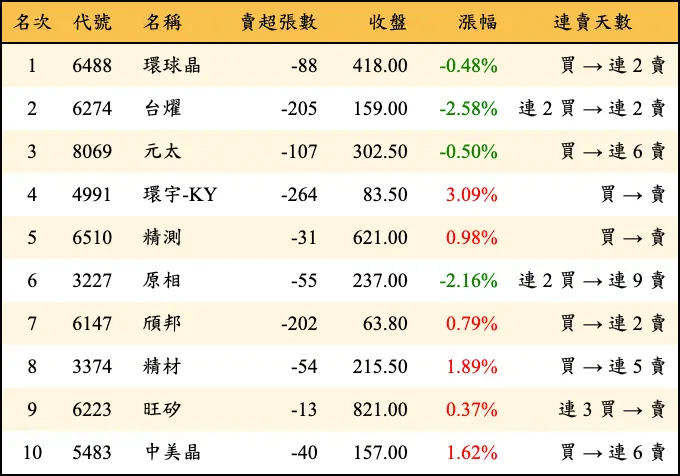 名次 代號 名稱 賣超張數 收盤 漲幅 連賣天數
1 6488 環球晶 -88 418.00 -0.48% 買 → 連 2 賣
2 6274 台燿 -205 159.00 -2.58% 連 2 買 → 連 2 賣
3 8069 元太 -107 302.50 -0.50% 買 → 連 6 賣
4 4991 環宇-KY -264 83.50 3.09% 買 → 賣
5 6510 精測 -31 621.00 0.98% 買 → 賣
6 3227 原相 -55 237.00 -2.16% 連 2 買 → 連 9 賣
7 6147 頎邦 -202 63.80 0.79% 買 → 連 2 賣
8 3374 精材 -54 215.50 1.89% 買 → 連 5 賣
9 6223 旺矽 -13 821.00 0.37% 連 3 買 → 賣
10 5483 中美晶 -40 157.00 1.62% 買 → 連 6 賣